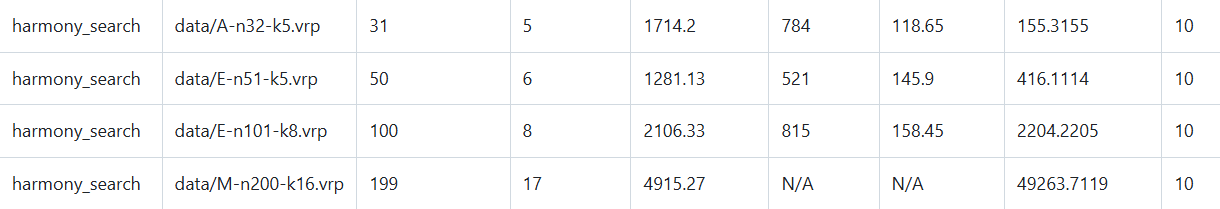 harmony_search data/A-n32-k5.vrp 31 5 1714.2 784 118.65 155.3155 10
harmony_search data/E-n51-k5.vrp 50 6 1281.13 521 145.9 416.1114 10
harmony_search data/E-n101-k8.vrp 100 8 2106.33 815 158.45 2204.2205 10
harmony_search data/M-n200-k16.vrp 199 17 4915.27 N/A N/A 49263.7119 10